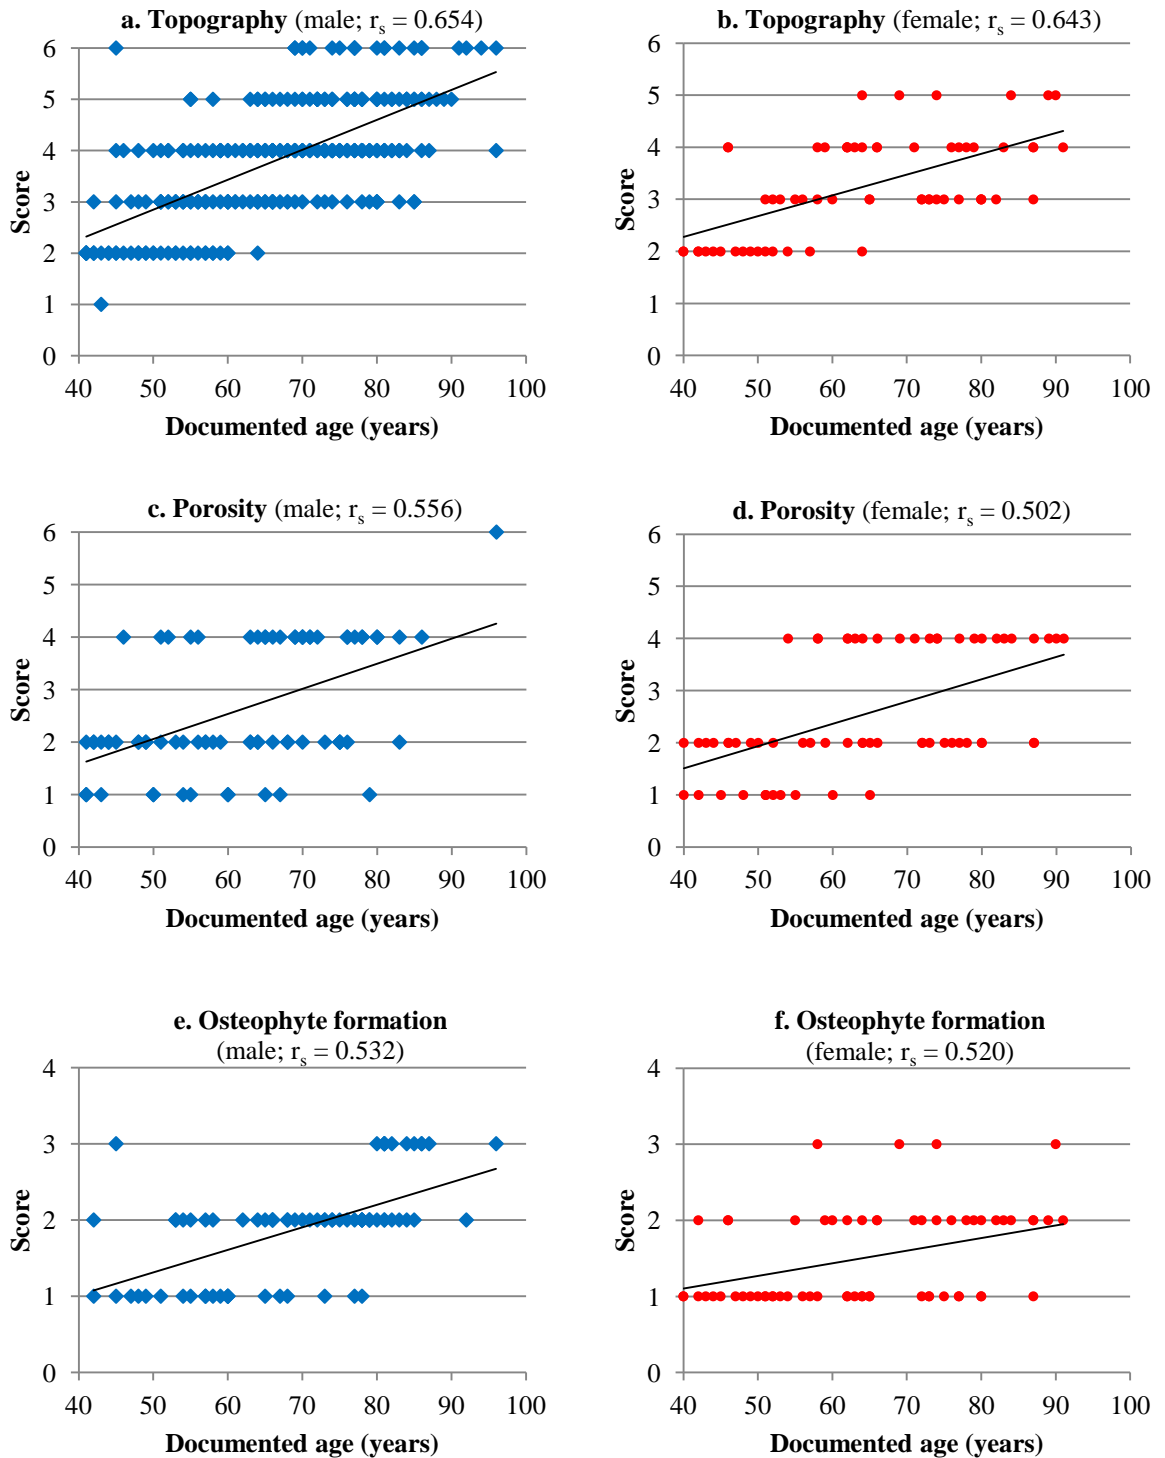 a. Topography (male; rs = 0.654)
6
5
4
3
2
1
0
Score
40 50 60 70 80 90 100
Documented age (years)
b. Topography (female; rs = 0.643)
6
5
4
3
2
1
0
Score
40 50 60 70 80 90 100
Documented age (years)
c. Porosity (male; rs = 0.556)
6
5
4
3
2
1
0
Score
40 50 60 70 80 90 100
Documented age (years)
d. Porosity (female; rs = 0.502)
6
5
4
3
2
1
0
Score
40 50 60 70 80 90 100
Documented age (years)
e. Osteophyte formation
(male; rs = 0.532)
4
3
2
1
0
Score
40 50 60 70 80 90 100
Documented age (years)
f. Osteophyte formation
(female; rs = 0.520)
4
3
2
1
0
Score
40 50 60 70 80 90 100
Documented age (years)